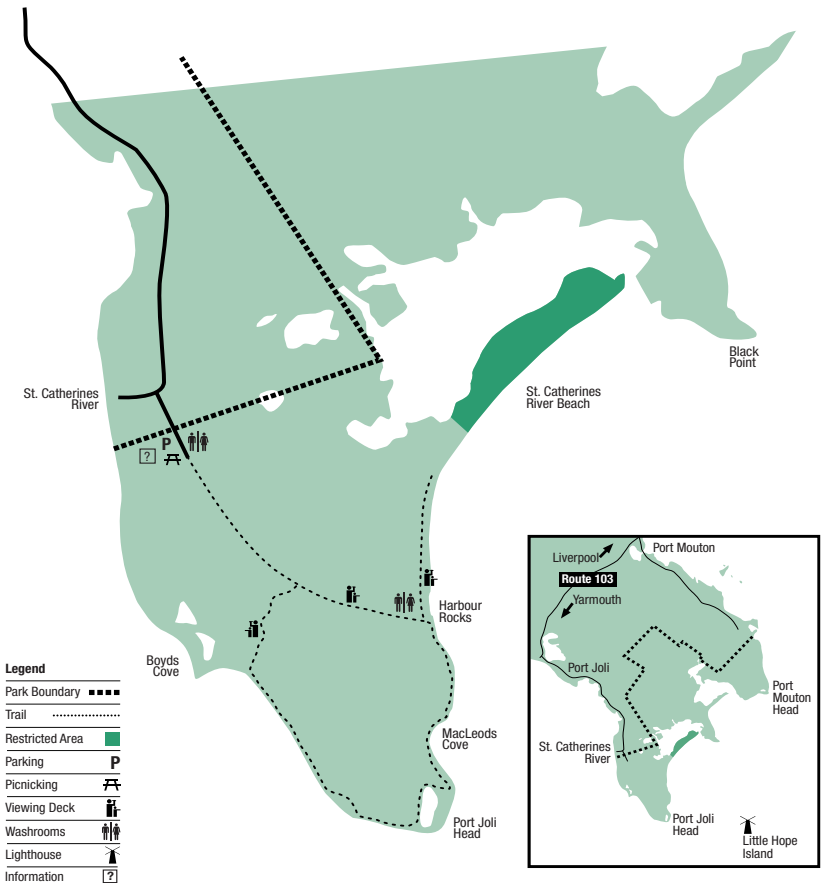 St. Catherines
River
P
?
St. Catherines
River Beach
Black
Point
Harbour
Rocks
Boyds
Cove
MacLeods
Cove
Port Joli
Head
Legend
Park Boundary
Trail
Restricted Area
Parking P
Picnicking
Viewing Deck
Washrooms
Lighthouse
Information ?
Liverpool
Port Mouton
Route 103
Yarmouth
Port Joli
Port
Mouton
Head
St. Catherines
River
Port Joli
Head
Little Hope
Island